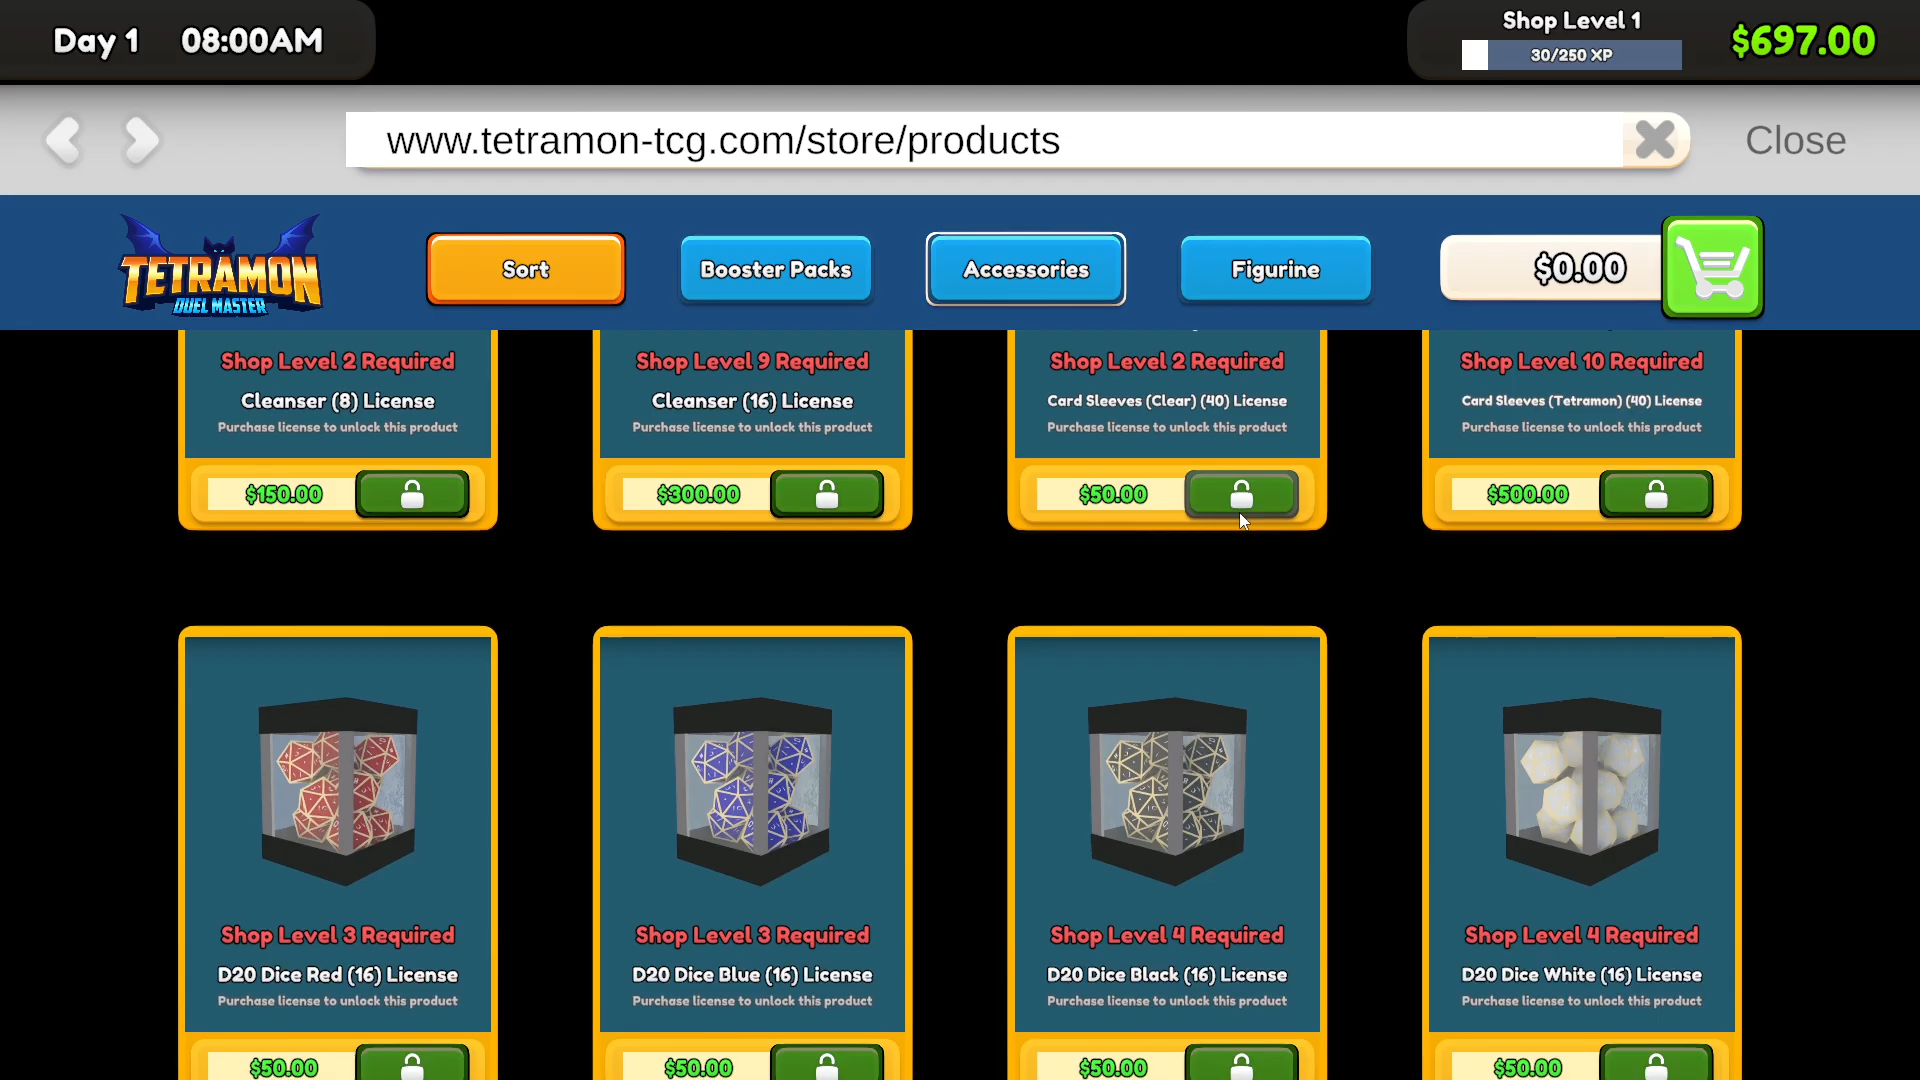 Day 1 08:00AM
Shop Level 1
30/250 XP
$697.00
www.tetramon-tcg.com/store/products
Close
TETRAMON
DUEL MASTER
Sort
Booster Packs
Accessories
Figurine
$0.00
Shop Level 2 Required
Cleanser (8) License
Purchase license to unlock this product
$150.00
Shop Level 9 Required
Cleanser (16) License
Purchase license to unlock this product
$300.00
Shop Level 2 Required
Card Sleeves (Clear) (40) License
Purchase license to unlock this product
$50.00
Shop Level 10 Required
Card Sleeves (Tetramon) (40) License
Purchase license to unlock this product
$500.00
Shop Level 3 Required
D20 Dice Red (16) License
Purchase license to unlock this product
$50.00
Shop Level 3 Required
D20 Dice Blue (16) License
Purchase license to unlock this product
$50.00
Shop Level 4 Required
D20 Dice Black (16) License
Purchase license to unlock this product
$50.00
Shop Level 4 Required
D20 Dice White (16) License
Purchase license to unlock this product
$50.00